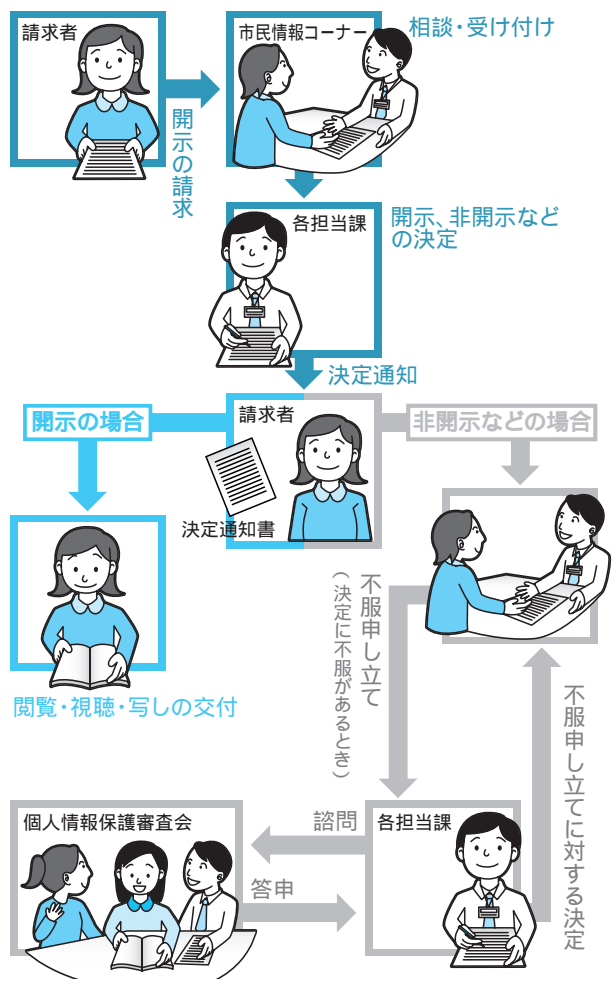 請求者
開示の請求
市民情報コーナー
相談・受け付け
各担当課
開示、非開示など
の決定
決定通知
請求者
決定通知書
開示の場合
非開示などの場合
閲覧・視聴・写しの交付
不服申し立て
（決定に不服があるとき）
各担当課
諮問
個人情報保護審査会
答申
不服申し立てに対する決定